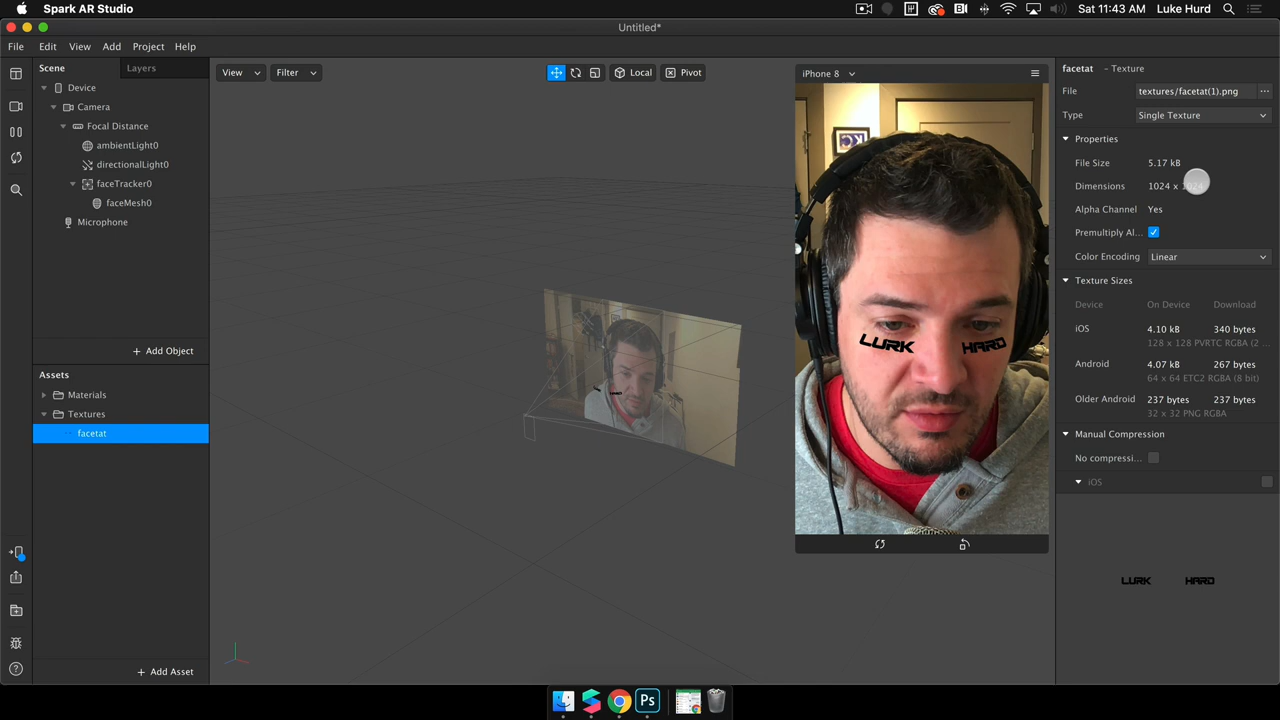 Spark AR Studio
Sat 11:43 AM Luke Hurd
Untitled*
File Edit View Add Project Help
Scene Layers
Device
Camera
Focal Distance
ambientLight0
directionalLight0
faceTracker0
faceMesh0
Microphone
+ Add Object
Assets
Materials
Textures
facetat
+ Add Asset
View Filter
Local Pivot
iPhone 8
LURK HARD
HARD
facetat - Texture
File textures/facetat(1).png ...
Type Single Texture
Properties
File Size 5.17 kB
Dimensions 1024 x 1024
Alpha Channel Yes
Premultiply Al...
Color Encoding Linear
Texture Sizes
Device On Device Download
iOS 4.10 kB 340 bytes
128 x 128 PVRTC RGBA (2 ...
Android 4.07 kB 267 bytes
64 x 64 ETC2 RGBA (8 bit)
Older Android 237 bytes 237 bytes
32 x 32 PNG RGBA
Manual Compression
No compressi...
iOS
LURK HARD
Ps